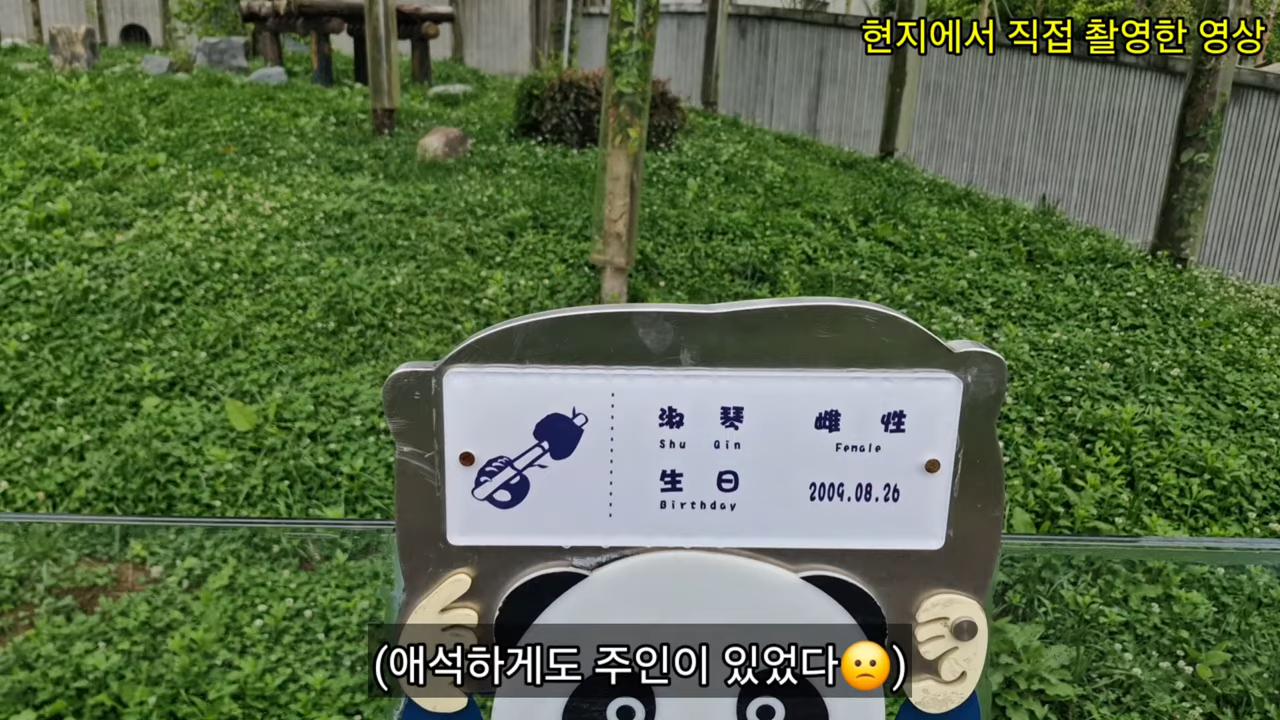 현지에서 직접 촬영한 영상
淑 琴 雌 性
Shu Qin Female
生 日 2009.08.26
Birthday
(애석하게도 주인이 있었다🙁)